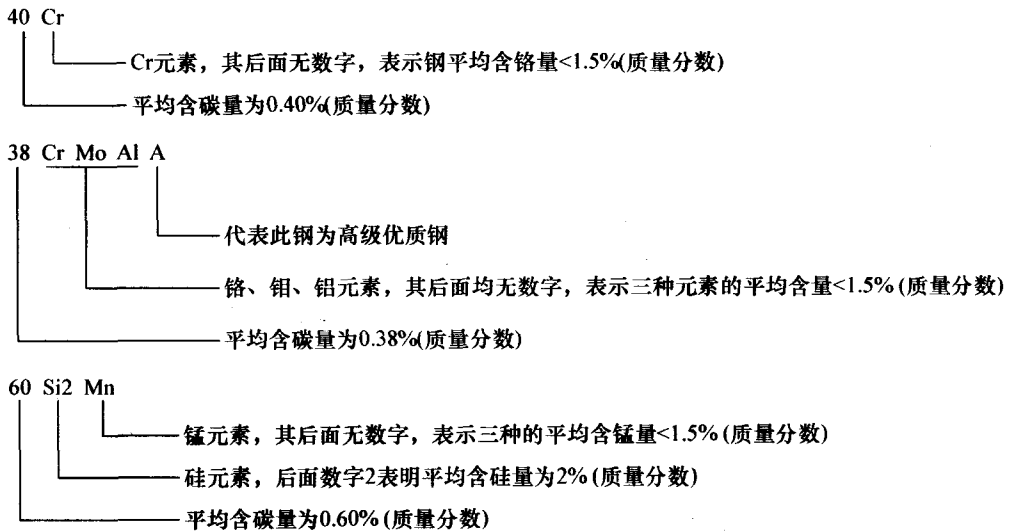 40 Cr
Cr元素，其后面无数字，表示钢平均含铬量<1.5%(质量分数)
平均含碳量为0.40%(质量分数)
38 Cr Mo Al A
代表此钢为高级优质钢
铬、钼、铝元素，其后面均无数字，表示三种元素的平均含量<1.5% (质量分数)
平均含碳量为0.38%(质量分数)
60 Si2 Mn
锰元素，其后面无数字，表示三种的平均含锰量<1.5% (质量分数)
硅元素，后面数字2表明平均含硅量为2% (质量分数)
平均含碳量为0.60% (质量分数)